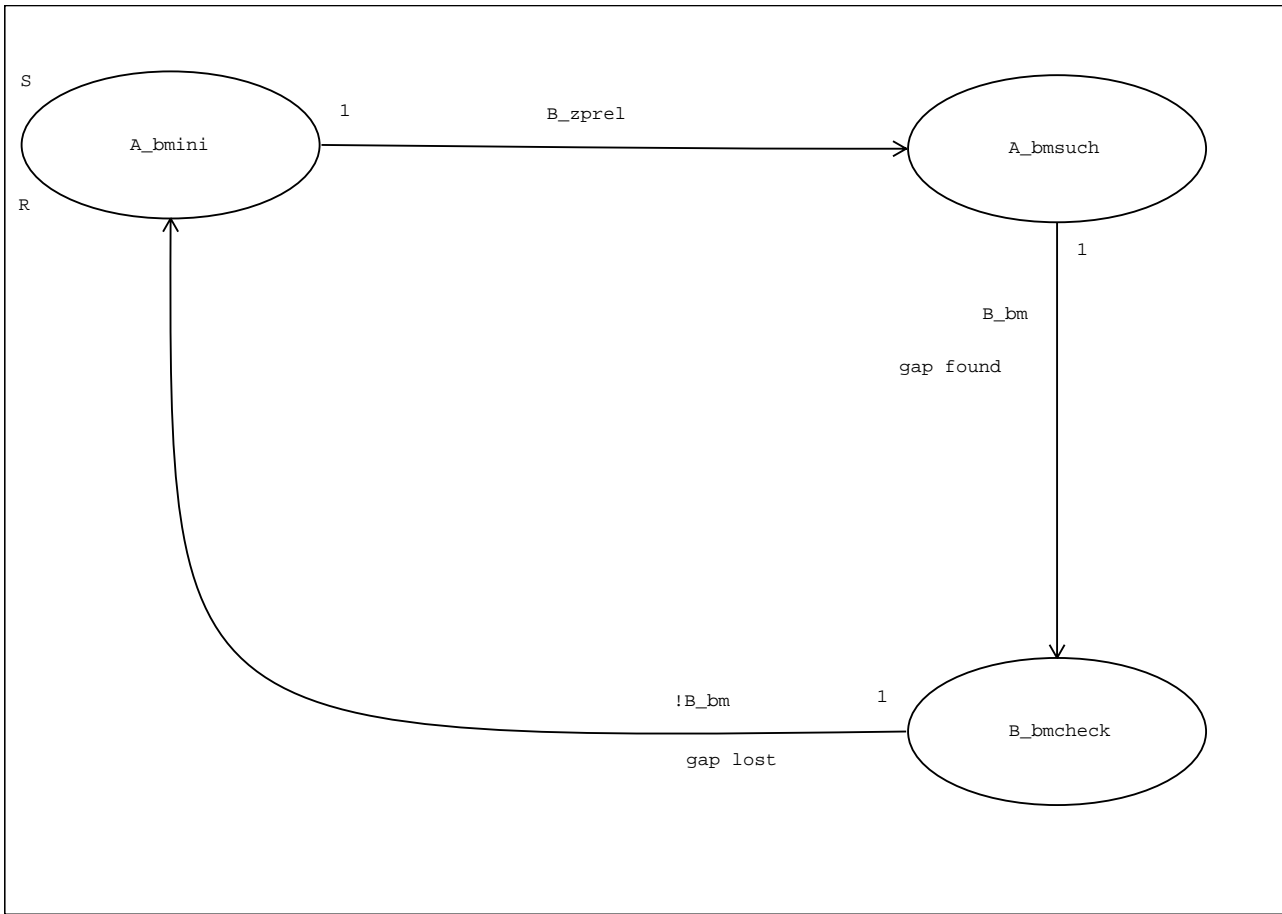 S
A_bmini
R
1
B_zprel
A_bmsuch
1
B_bm
gap found
!B_bm
1
gap lost
B_bmcheck